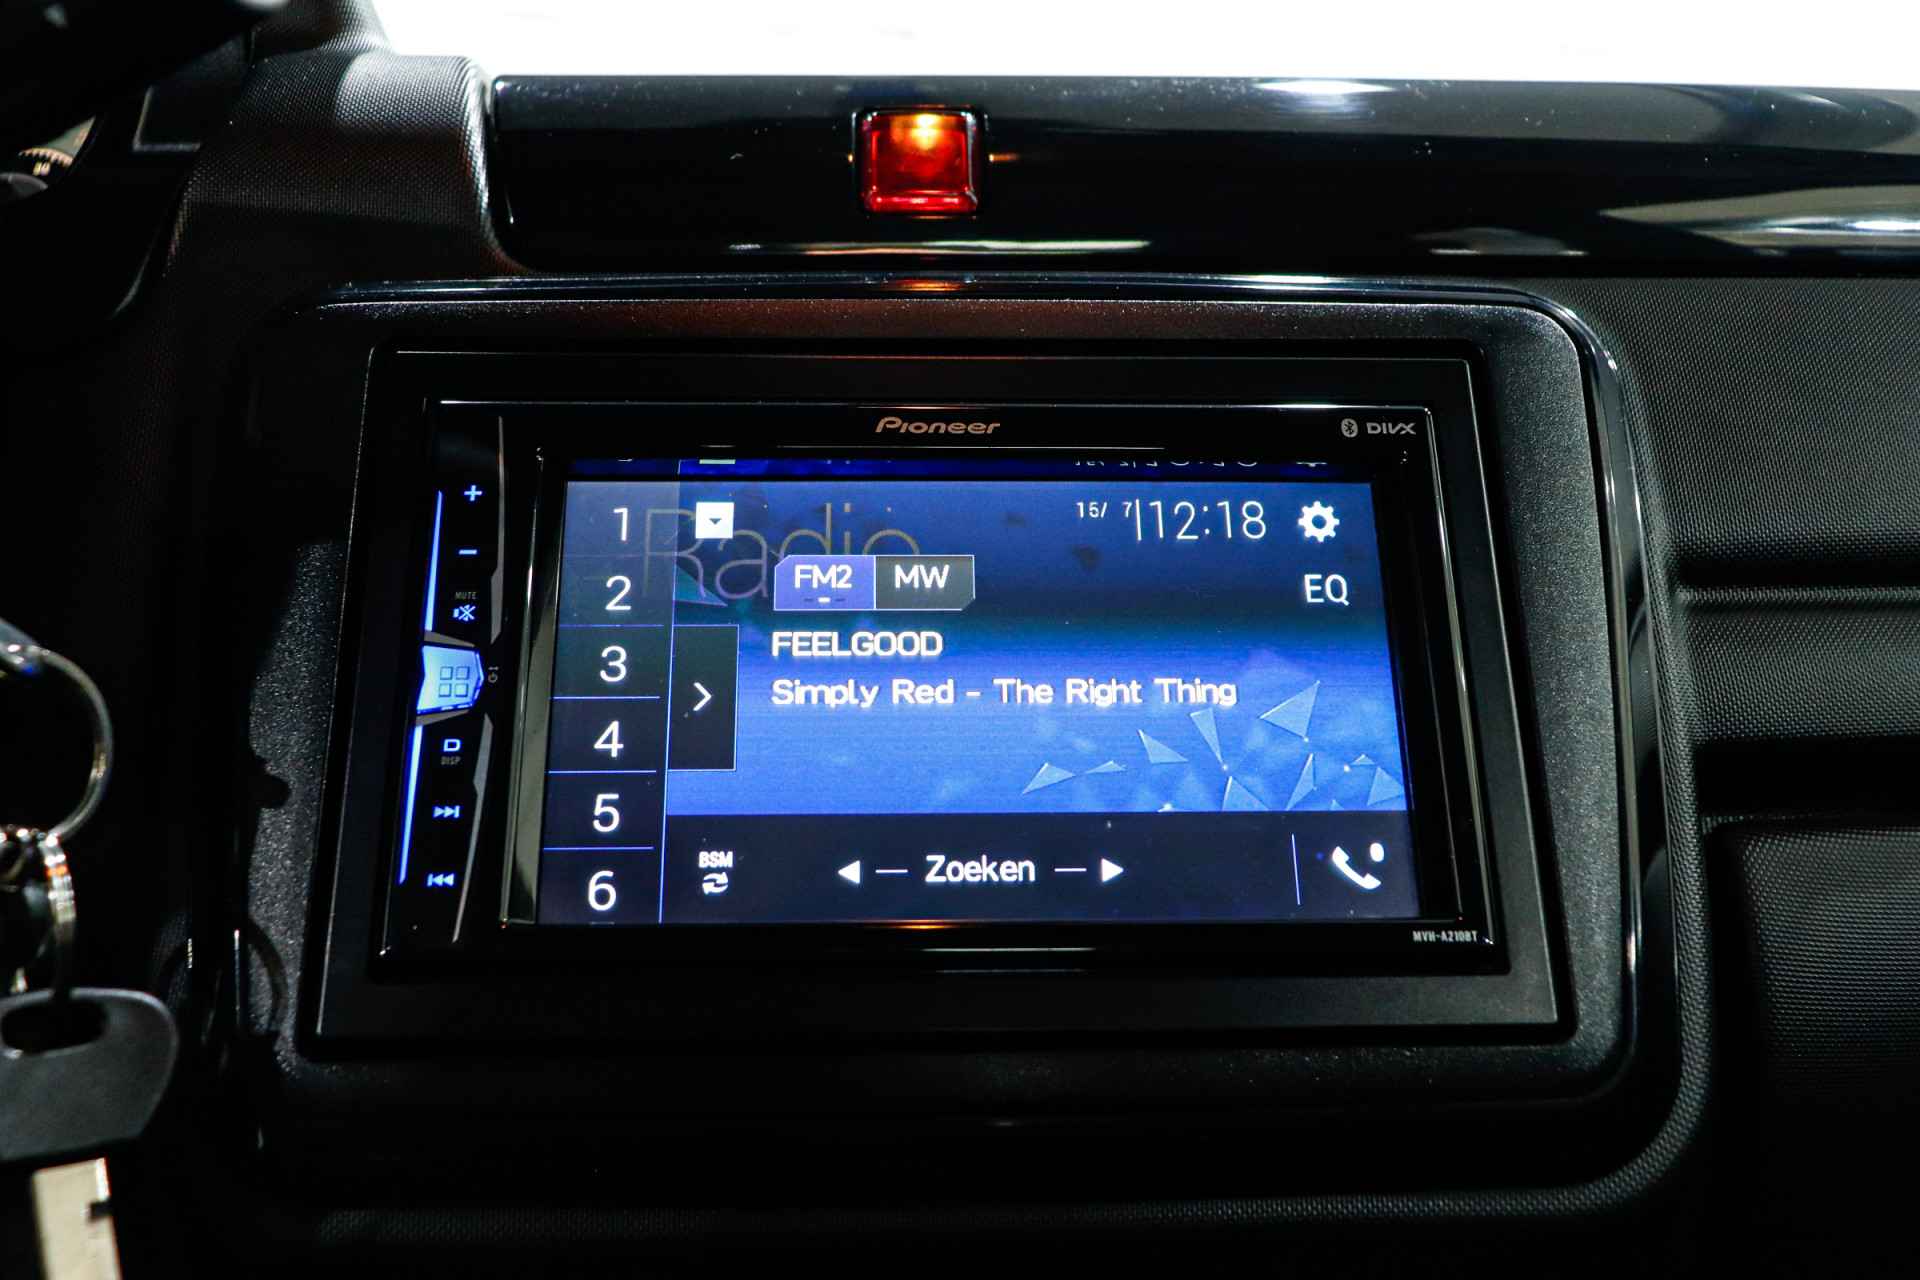 Pioneer
DIVX
15/ 7
12:18
Radio
FM2
MW
EQ
FEELGOOD
Simply Red - The Right Thing
1
2
3
4
5
6
+
-
MUTE
D
DISP
BSM
Zoeken
MVH-A210BT